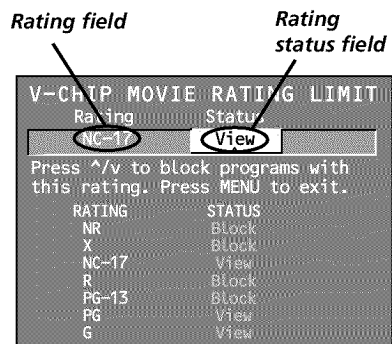 Rating field
Rating
status field
V-CHIP MOVIE RATING LIMIT
Rating Status
NC-17 View
Press ^/v to block programs with
this rating. Press MENU to exit.
RATING STATUS
NR Block
X Block
NC-17 View
R Block
PG-13 Block
PG View
G View